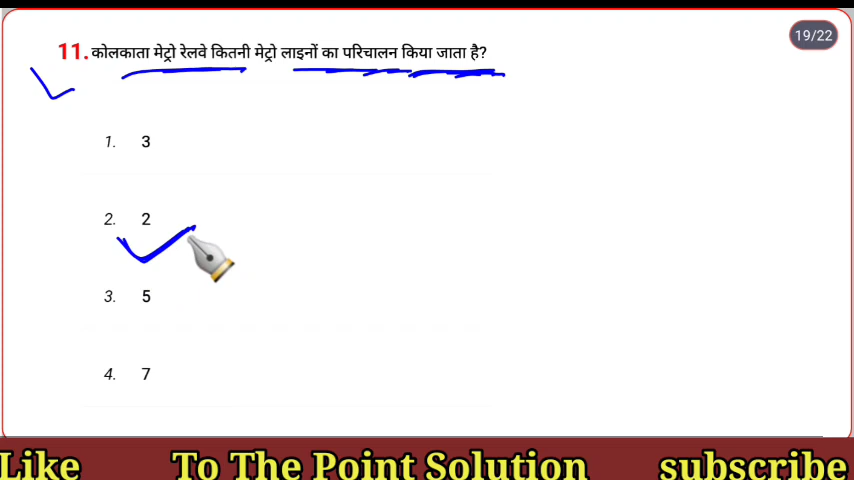 19/22
11. कोलकाता मेट्रो रेलवे कितनी मेट्रो लाइनों का परिचालन किया जाता है?
1. 3
2. 2
3. 5
4. 7
Like To The Point Solution subscribe